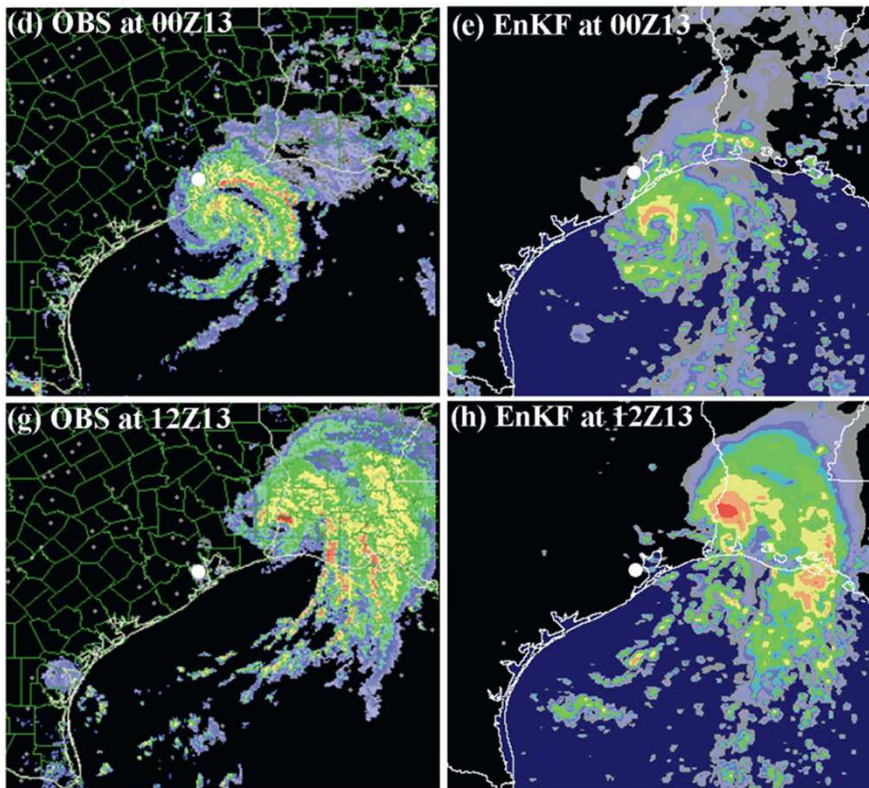 (d) OBS at 00Z13
(e) EnKF at 00Z13
(g) OBS at 12Z13
(h) EnKF at 12Z13